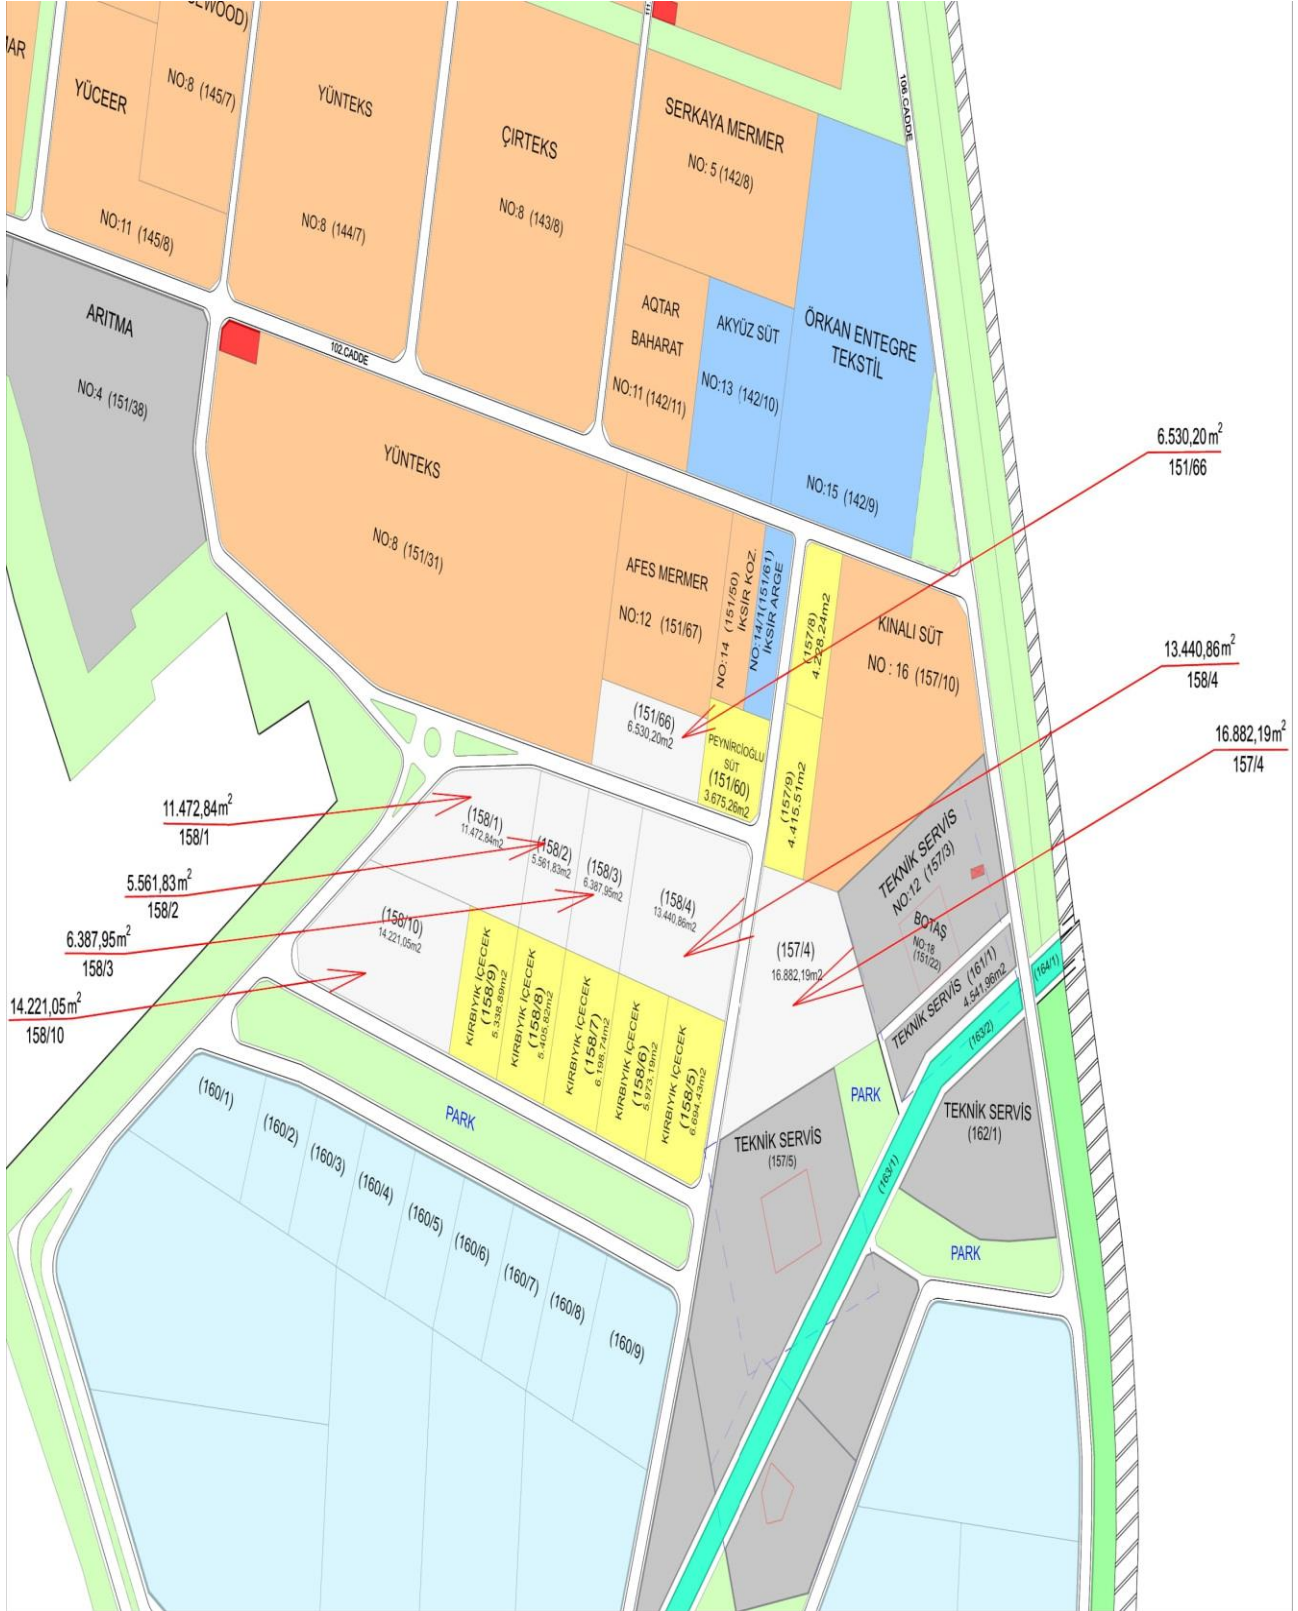 EWOOD)
NO:8 (145/7)
YÜCEER
NO:11 (145/8)
YÜNTEKS
NO:8 (144/7)
ÇIRTEKS
NO:8 (143/8)
SERKAYA MERMER
NO: 5 (142/8)
106.CADDE
ARITMA
NO:4 (151/38)
102.CADDE
AQTAR
BAHARAT
NO:11 (142/11)
AKYÜZ SÜT
NO:13 (142/10)
ÖRKAN ENTEGRE
TEKSTİL
NO:15 (142/9)
YÜNTEKS
NO:8 (151/31)
AFES MERMER
NO:12 (151/67)
NO:14 (151/50)
İKSİR KOZ.
NO:14/1(151/61)
İKSİR ARGE
(157/8)
4.228,24m2
KINALI SÜT
NO : 16 (157/10)
6.530,20m²
151/66
13.440,86m²
158/4
16.882,19m²
157/4
(151/66)
6.530,20m2
PEYNİRCİOĞLU
SÜT
(151/60)
3.675,26m2
(157/9)
4.415,51m2
11.472,84m²
158/1
5.561,83m²
158/2
6.387,95m²
158/3
14.221,05m²
158/10
(158/1)
11.472,84m2
(158/2)
5.561,83m2
(158/3)
6.387,95m2
(158/4)
13.440,86m2
(158/10)
14.221,05m2
(157/4)
16.882,19m2
TEKNİK SERVİS
NO:12 (157/3)
BOTAŞ
NO:18
(151/22)
KIRBIYIK İÇECEK
(158/9)
5.338,89m2
KIRBIYIK İÇECEK
(158/8)
5.405,82m2
KIRBIYIK İÇECEK
(158/7)
6.198,74m2
KIRBIYIK İÇECEK
(158/6)
5.973,19m2
KIRBIYIK İÇECEK
(158/5)
6.694,43m2
TEKNİK SERVİS (161/1)
4.541,96m2
(164/1)
(163/2)
(163/1)
PARK
PARK
TEKNİK SERVİS
(157/5)
TEKNİK SERVİS
(162/1)
PARK
(160/1)
(160/2)
(160/3)
(160/4)
(160/5)
(160/6)
(160/7)
(160/8)
(160/9)